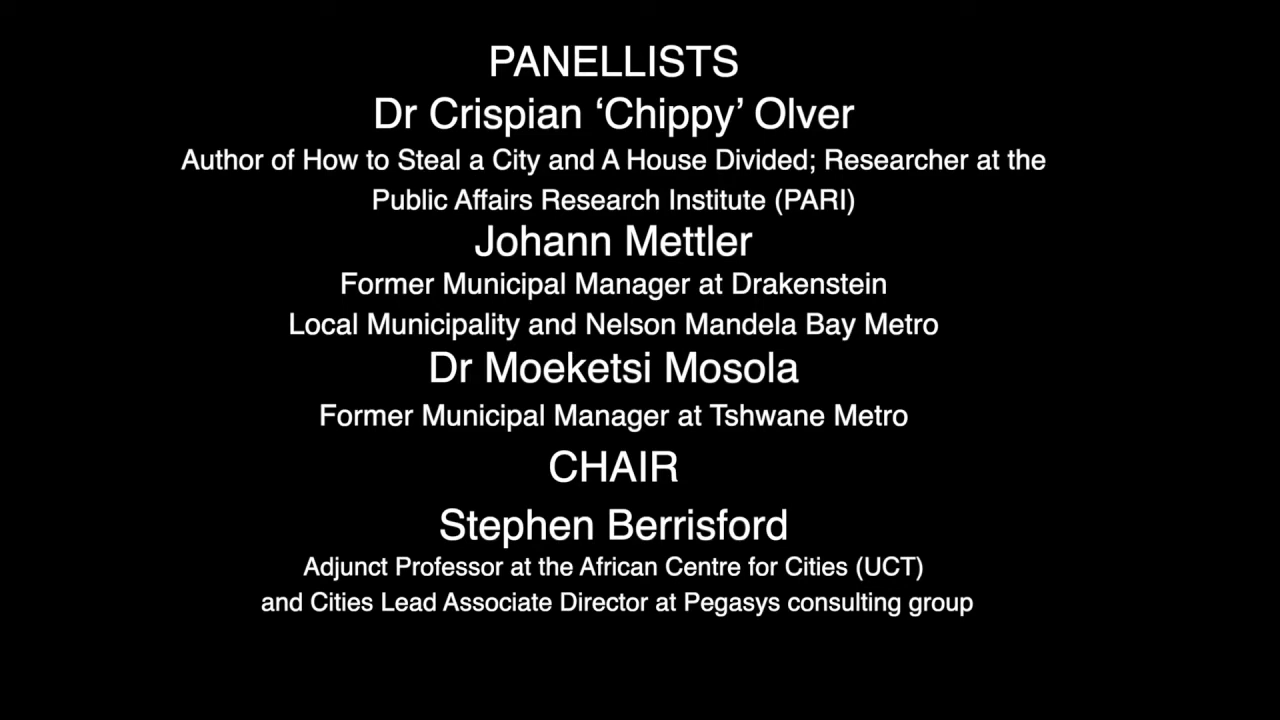 PANELLISTS
Dr Crispian ‘Chippy’ Olver
Author of How to Steal a City and A House Divided; Researcher at the
Public Affairs Research Institute (PARI)
Johann Mettler
Former Municipal Manager at Drakenstein
Local Municipality and Nelson Mandela Bay Metro
Dr Moeketsi Mosola
Former Municipal Manager at Tshwane Metro
CHAIR
Stephen Berrisford
Adjunct Professor at the African Centre for Cities (UCT)
and Cities Lead Associate Director at Pegasys consulting group